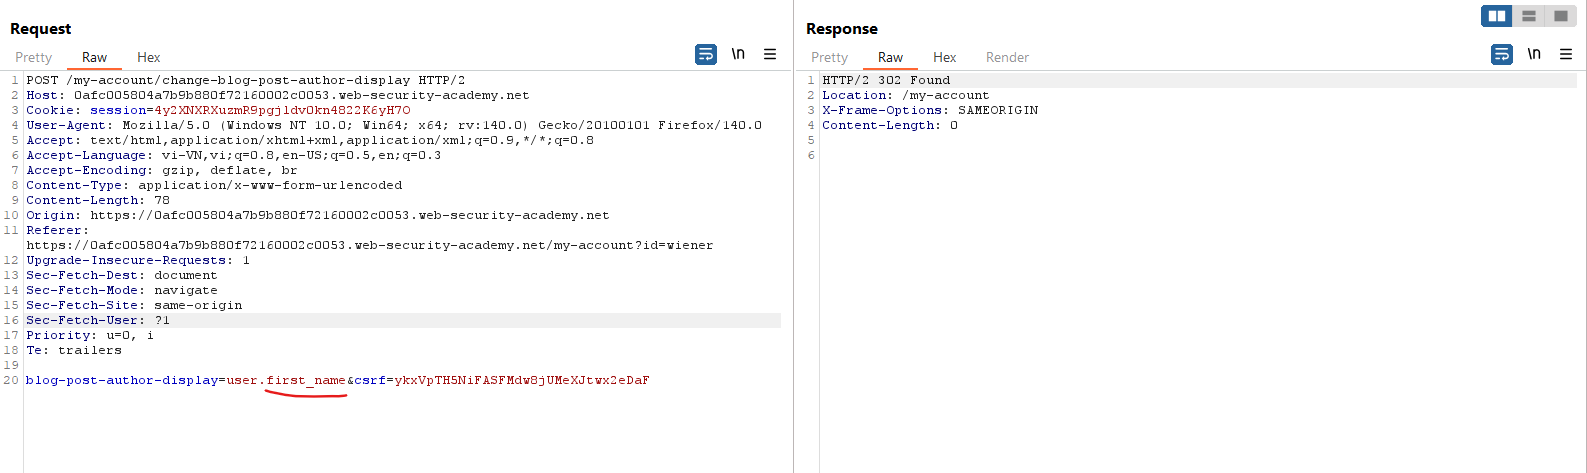 Request
Pretty Raw Hex
\n
1 POST /my-account/change-blog-post-author-display HTTP/2
2 Host: 0afc005804a7b9b880f72160002c0053.web-security-academy.net
3 Cookie: session=4y2XNXRXuzmR9pgjldvOkn4822K6yH7O
4 User-Agent: Mozilla/5.0 (Windows NT 10.0; Win64; x64; rv:140.0) Gecko/20100101 Firefox/140.0
5 Accept: text/html,application/xhtml+xml,application/xml;q=0.9,*/*;q=0.8
6 Accept-Language: vi-VN,vi;q=0.8,en-US;q=0.5,en;q=0.3
7 Accept-Encoding: gzip, deflate, br
8 Content-Type: application/x-www-form-urlencoded
9 Content-Length: 78
10 Origin: https://0afc005804a7b9b880f72160002c0053.web-security-academy.net
11 Referer:
https://0afc005804a7b9b880f72160002c0053.web-security-academy.net/my-account?id=wiener
12 Upgrade-Insecure-Requests: 1
13 Sec-Fetch-Dest: document
14 Sec-Fetch-Mode: navigate
15 Sec-Fetch-Site: same-origin
16 Sec-Fetch-User: ?1
17 Priority: u=0, i
18 Te: trailers
19
20 blog-post-author-display=user.first_name&csrf=ykxVpTH5NiFASFMdw8jUMeXJtwx2eDaF
Response
Pretty Raw Hex Render
\n
1 HTTP/2 302 Found
2 Location: /my-account
3 X-Frame-Options: SAMEORIGIN
4 Content-Length: 0
5
6